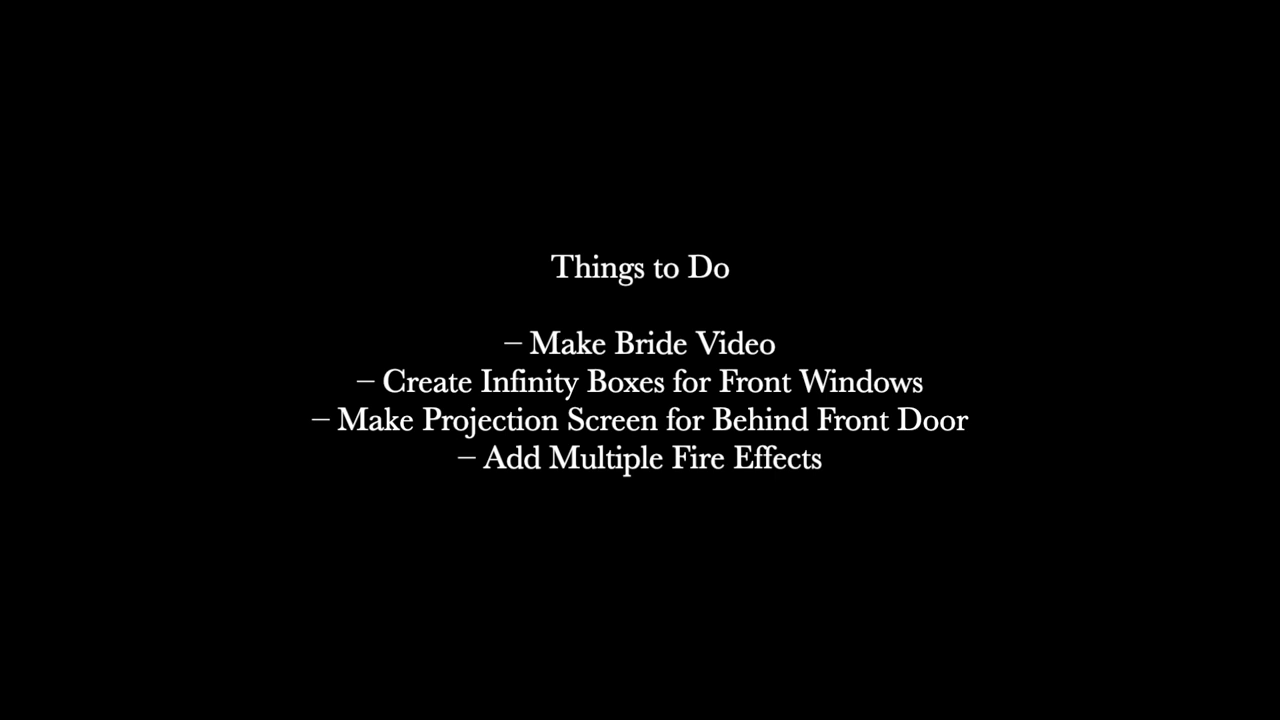 Things to Do
– Make Bride Video
– Create Infinity Boxes for Front Windows
– Make Projection Screen for Behind Front Door
– Add Multiple Fire Effects